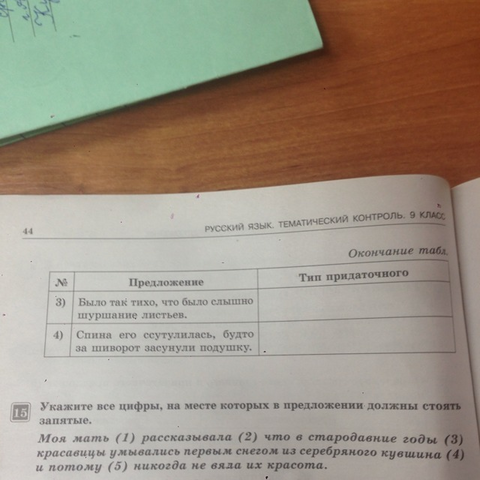 44
РУССКИЙ ЯЗЫК. ТЕМАТИЧЕСКИЙ КОНТРОЛЬ. 9 КЛАСС
Окончание табл.
№ Предложение Тип придаточного
3) Было так тихо, что было слышно
шуршание листьев.
4) Спина его ссутулилась, будто
за шиворот засунули подушку.
15 Укажите все цифры, на месте которых в предложении должны стоять
запятые.
Моя мать (1) рассказывала (2) что в стародавние годы (3)
красавицы умывались первым снегом из серебряного кувшина (4)
и потому (5) никогда не вяла их красота.